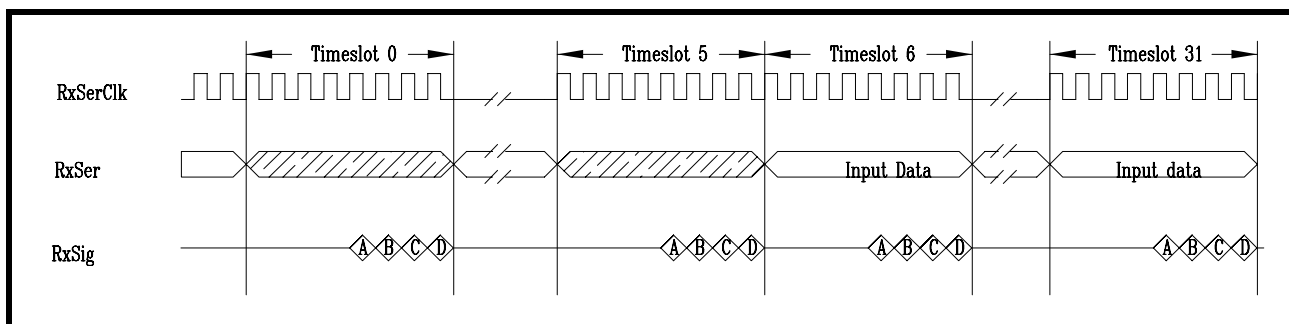 Timeslot 0 Timeslot 5 Timeslot 6 Timeslot 31
RxSerClk
RxSer Input Data Input data
RxSig A B C D A B C D A B C D A B C D